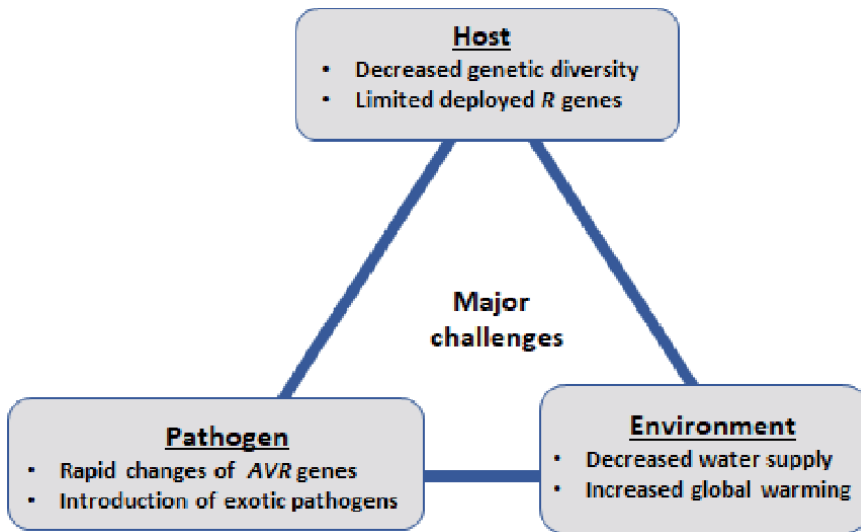 Host
• Decreased genetic diversity
• Limited deployed R genes
Major
challenges
Pathogen
• Rapid changes of AVR genes
• Introduction of exotic pathogens
Environment
• Decreased water supply
• Increased global warming